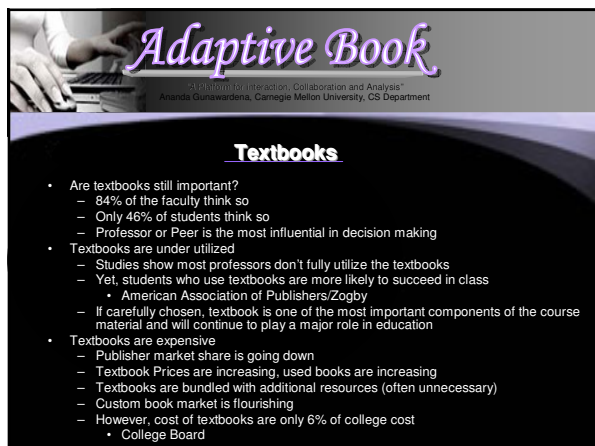 Adaptive Book
"A platform for Interaction, Collaboration and Analysis"
Ananda Gunawardena, Carnegie Mellon University, CS Department
Textbooks
• Are textbooks still important?
– 84% of the faculty think so
– Only 46% of students think so
– Professor or Peer is the most influential in decision making
• Textbooks are under utilized
– Studies show most professors don't fully utilize the textbooks
– Yet, students who use textbooks are more likely to succeed in class
• American Association of Publishers/Zogby
– If carefully chosen, textbook is one of the most important components of the course
material and will continue to play a major role in education
• Textbooks are expensive
– Publisher market share is going down
– Textbook Prices are increasing, used books are increasing
– Textbooks are bundled with additional resources (often unnecessary)
– Custom book market is flourishing
– However, cost of textbooks are only 6% of college cost
• College Board